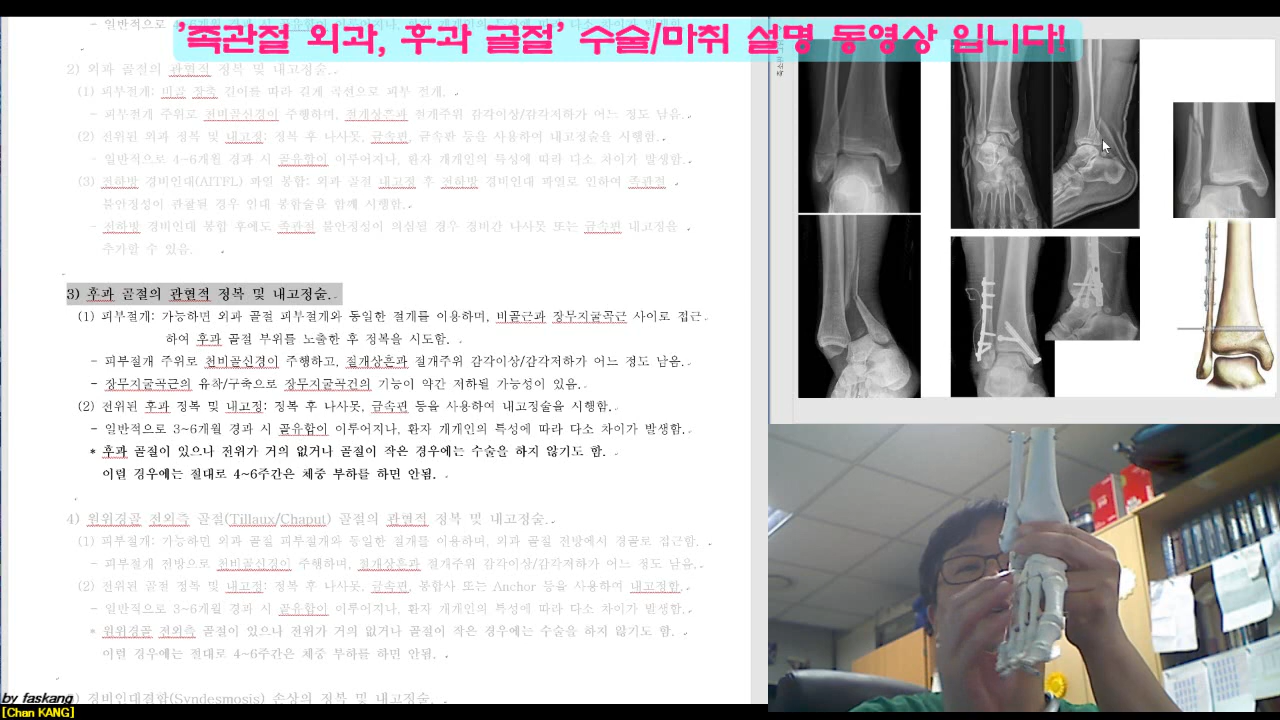 '족관절 외과, 후과 골절' 수술/마취 설명 동영상 입니다!
2) 외과 골절의 관혈적 정복 및 내고정술.
(1) 피부절개: 비골 장축 길이를 따라 길게 곡선으로 피부 절개.
- 피부절개 주위로 천비골신경이 주행하며, 절개상흔과 절개주위 감각이상/감각저하가 어느 정도 남음.
(2) 전위된 외과 정복 및 내고정: 정복 후 나사못, 금속편, 금속판 등을 사용하여 내고정술을 시행함.
- 일반적으로 4~6개월 경과 시 골유합이 이루어지나, 환자 개개인의 특성에 따라 다소 차이가 발생함.
(3) 전하방 경비인대(AITFL) 파일 봉합: 외과 골절 내고정 후 전하방 경비인대 파열로 인하여 족관절
불안정성이 관찰된 경우 인대 봉합술을 함께 시행함.
- 전하방 경비인대 봉합 후에도 족관절 불안정성이 의심될 경우 경비간 나사못 또는 금속판 내고정을
추가할 수 있음.
3) 후과 골절의 관혈적 정복 및 내고정술.
(1) 피부절개: 가능하면 외과 골절 피부절개와 동일한 절개를 이용하며, 비골근과 장무지굴곡근 사이로 접근
하여 후과 골절 부위를 노출한 후 정복을 시도함.
- 피부절개 주위로 천비골신경이 주행하고, 절개상흔과 절개주위 감각이상/감각저하가 어느 정도 남음.
- 장무지굴곡근의 유착/구축으로 장무지굴곡건의 기능이 약간 저하될 가능성이 있음.
(2) 전위된 후과 정복 및 내고정: 정복 후 나사못, 금속편 등을 사용하여 내고정술을 시행함.
- 일반적으로 3~6개월 경과 시 골유합이 이루어지나, 환자 개개인의 특성에 따라 다소 차이가 발생함.
* 후과 골절이 있으나 전위가 거의 없거나 골절이 작은 경우에는 수술을 하지 않기도 함.
이럴 경우에는 절대로 4~6주간은 체중 부하를 하면 안됨.
4) 원위경골 전외측 골절(Tillaux/Chaput) 골절의 관혈적 정복 및 내고정술.
(1) 피부절개: 가능하면 외과 골절 피부절개와 동일한 절개를 이용하며, 외과 골절 전방에서 경골로 접근함.
- 피부절개 전방으로 천비골신경이 주행하며, 절개상흔과 절개주위 감각이상/감각저하가 어느 정도 남음.
(2) 전위된 골절 정복 및 내고정: 정복 후 나사못, 금속편, 봉합사 또는 Anchor 등을 사용하여 내고정함.
- 일반적으로 3~6개월 경과 시 골유합이 이루어지나, 환자 개개인의 특성에 따라 다소 차이가 발생함.
* 원위경골 전외측 골절이 있으나 전위가 거의 없거나 골절이 작은 경우에는 수술을 하지 않기도 함.
이럴 경우에는 절대로 4~6주간은 체중 부하를 하면 안됨.
) 경비인대결합(Syndesmosis) 손상의 정복 및 내고정술.
by faskang
[Chan KANG]